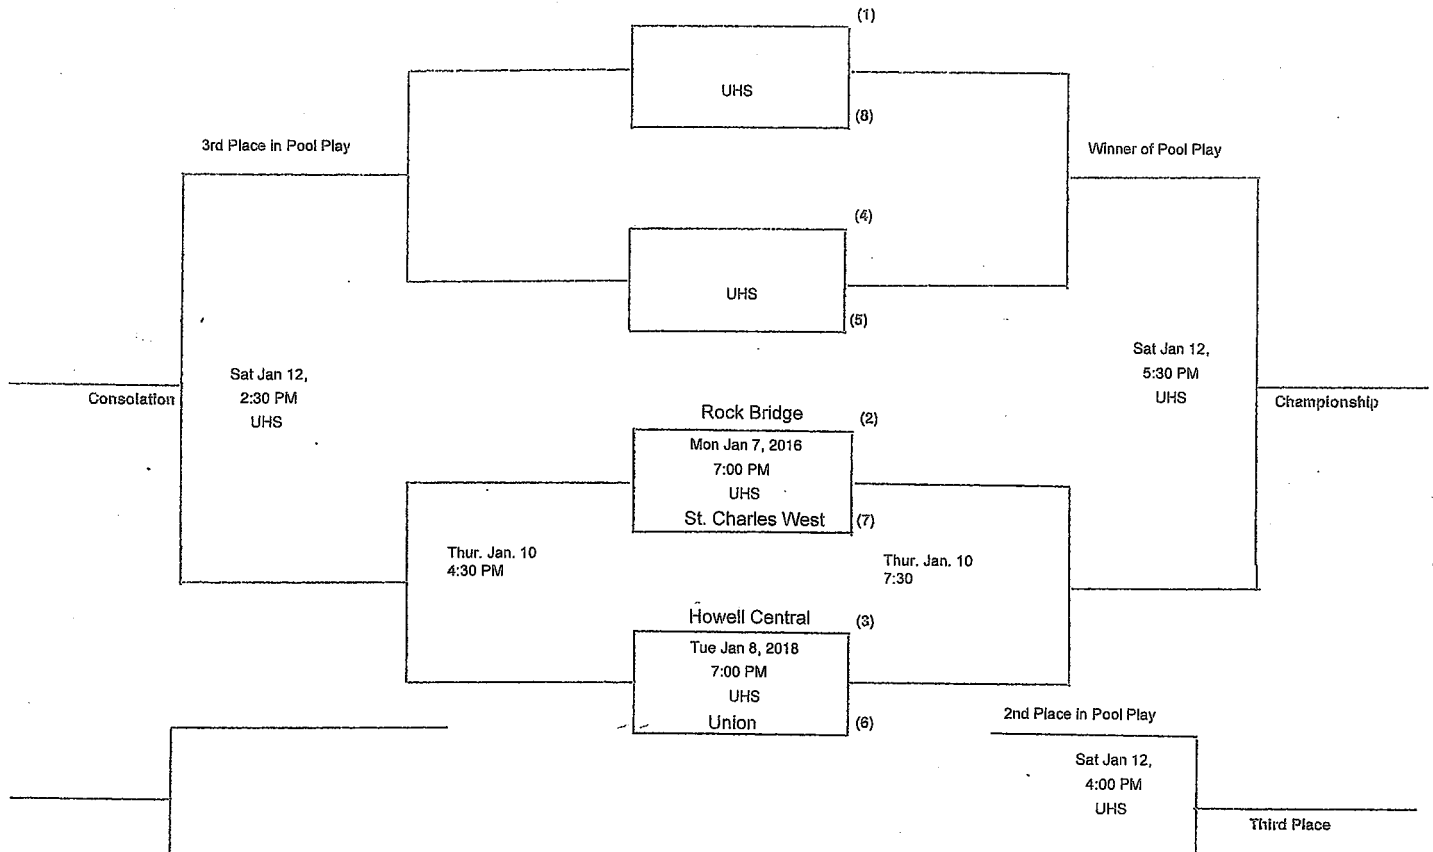 (1)
UHS
(8)
3rd Place in Pool Play
Winner of Pool Play
(4)
UHS
(5)
Sat Jan 12,
2:30 PM
UHS
Consolation
Sat Jan 12,
5:30 PM
UHS
Championship
Rock Bridge
(2)
Mon Jan 7, 2016
7:00 PM
UHS
St. Charles West
(7)
Thur. Jan. 10
4:30 PM
Thur. Jan. 10
7:30
Howell Central
(3)
Tue Jan 8, 2018
7:00 PM
UHS
Union
(6)
2nd Place in Pool Play
Sat Jan 12,
4:00 PM
UHS
Third Place